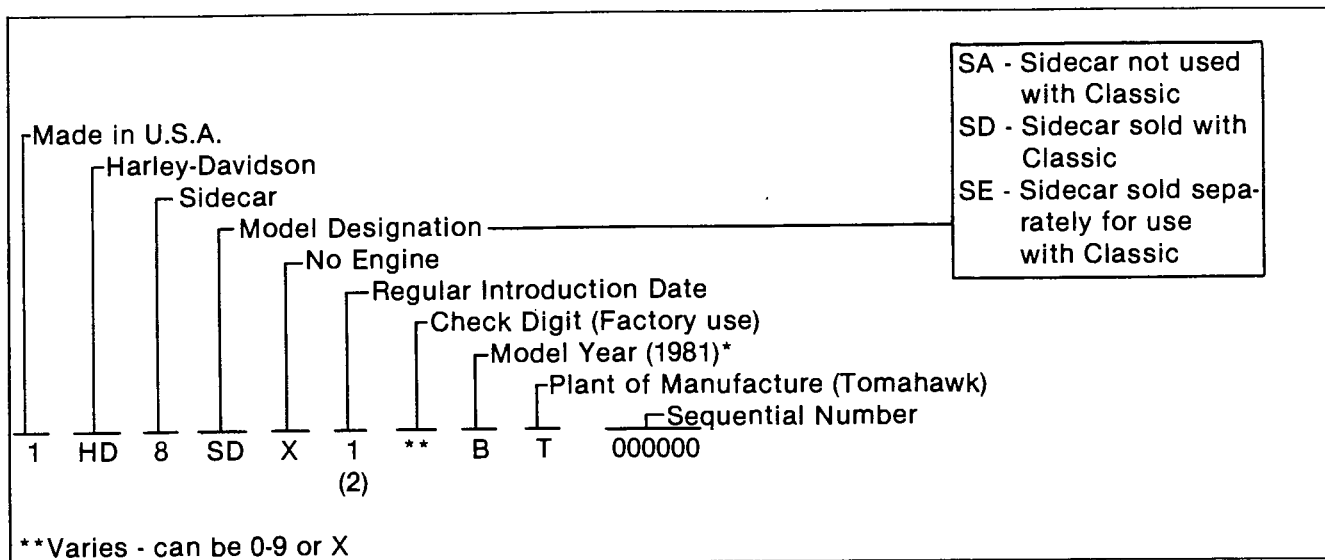 SA - Sidecar not used
with Classic
SD - Sidecar sold with
Classic
SE - Sidecar sold sepa-
rately for use
with Classic
Made in U.S.A.
Harley-Davidson
Sidecar
Model Designation
No Engine
Regular Introduction Date
Check Digit (Factory use)
Model Year (1981)*
Plant of Manufacture (Tomahawk)
Sequential Number
1 HD 8 SD X 1 ** B T 000000
(2)
**Varies - can be 0-9 or X